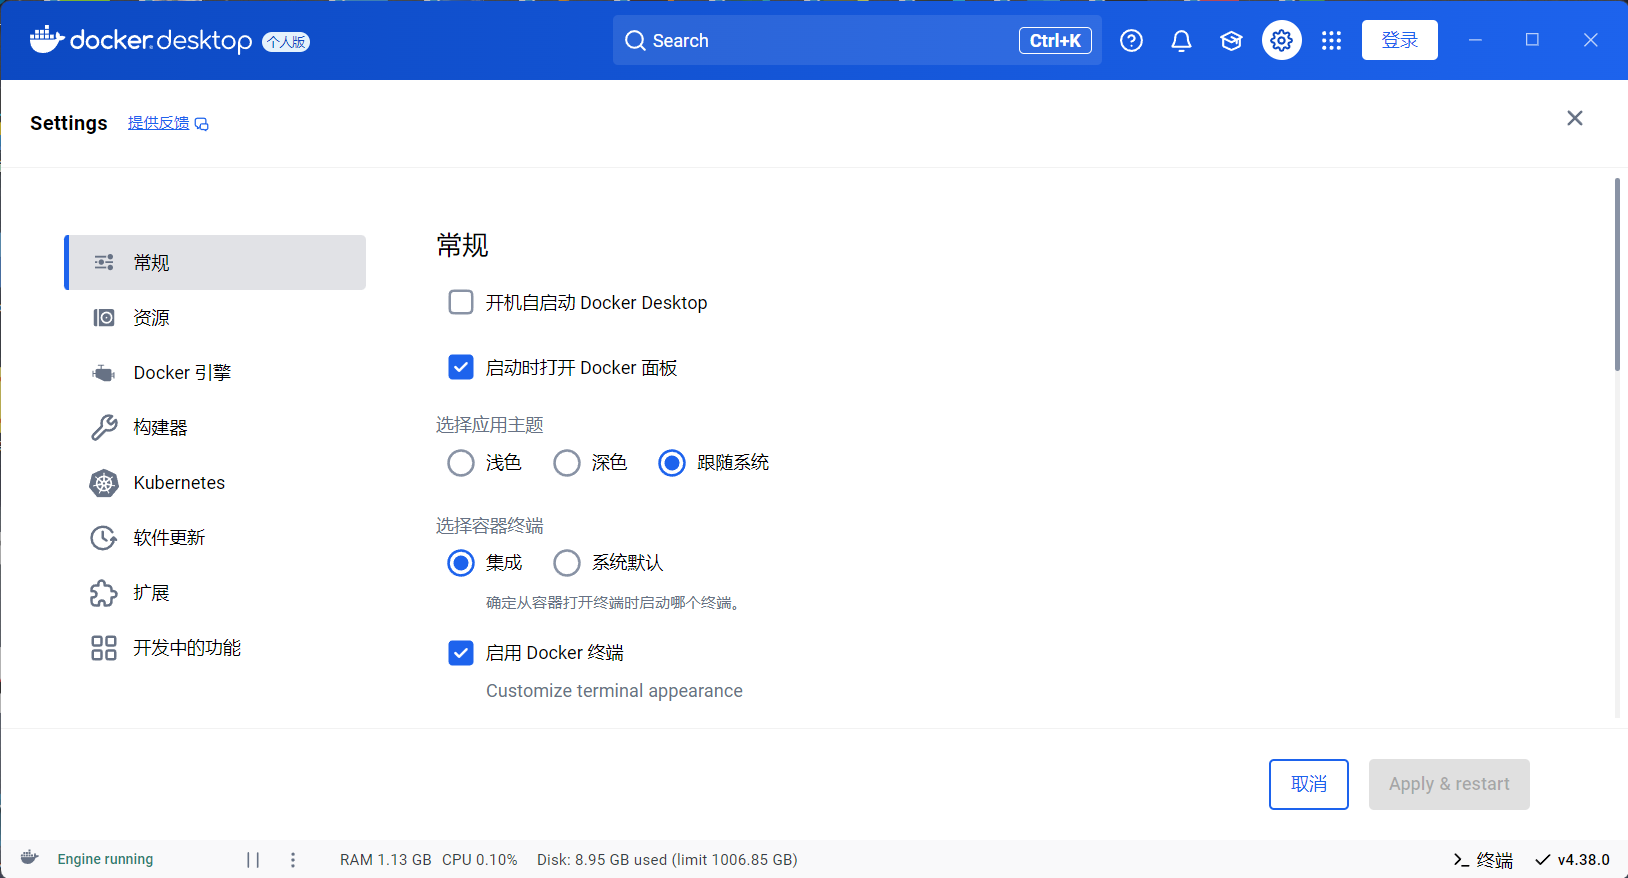 docker.desktop 个人版
Search Ctrl+K
登录
Settings 提供反馈
常规
资源
Docker 引擎
构建器
Kubernetes
软件更新
扩展
开发中的功能
常规
开机自启动 Docker Desktop
启动时打开 Docker 面板
选择应用主题
浅色 深色 跟随系统
选择容器终端
集成 系统默认
确定从容器打开终端时启动哪个终端。
启用 Docker 终端
Customize terminal appearance
取消 Apply & restart
Engine running RAM 1.13 GB CPU 0.10% Disk: 8.95 GB used (limit 1006.85 GB) >_ 终端 v4.38.0